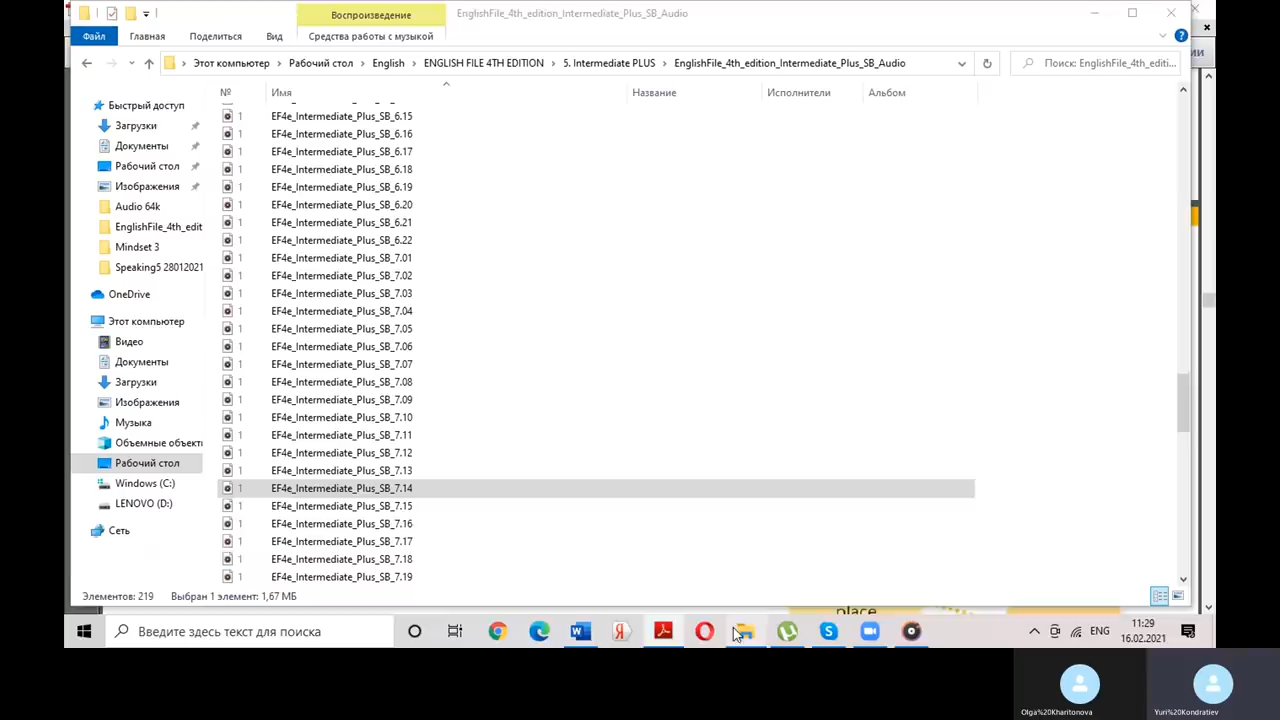 Воспроизведение
EnglishFile_4th_edition_Intermediate_Plus_SB_Audio
Файл
Главная
Поделиться
Вид
Средства работы с музыкой
Этот компьютер
Рабочий стол
English
ENGLISH FILE 4TH EDITION
5. Intermediate PLUS
EnglishFile_4th_edition_Intermediate_Plus_SB_Audio
Поиск: EnglishFile_4th_editi...
№
Имя
Название
Исполнители
Альбом
Быстрый доступ
Загрузки
Документы
Рабочий стол
Изображения
Audio 64k
EnglishFile_4th_edit
Mindset 3
Speaking5 28012021
OneDrive
Этот компьютер
Видео
Документы
Загрузки
Изображения
Музыка
Объемные объект
Рабочий стол
Windows (C:)
LENOVO (D:)
Сеть
1 EF4e_Intermediate_Plus_SB_6.15
1 EF4e_Intermediate_Plus_SB_6.16
1 EF4e_Intermediate_Plus_SB_6.17
1 EF4e_Intermediate_Plus_SB_6.18
1 EF4e_Intermediate_Plus_SB_6.19
1 EF4e_Intermediate_Plus_SB_6.20
1 EF4e_Intermediate_Plus_SB_6.21
1 EF4e_Intermediate_Plus_SB_6.22
1 EF4e_Intermediate_Plus_SB_7.01
1 EF4e_Intermediate_Plus_SB_7.02
1 EF4e_Intermediate_Plus_SB_7.03
1 EF4e_Intermediate_Plus_SB_7.04
1 EF4e_Intermediate_Plus_SB_7.05
1 EF4e_Intermediate_Plus_SB_7.06
1 EF4e_Intermediate_Plus_SB_7.07
1 EF4e_Intermediate_Plus_SB_7.08
1 EF4e_Intermediate_Plus_SB_7.09
1 EF4e_Intermediate_Plus_SB_7.10
1 EF4e_Intermediate_Plus_SB_7.11
1 EF4e_Intermediate_Plus_SB_7.12
1 EF4e_Intermediate_Plus_SB_7.13
1 EF4e_Intermediate_Plus_SB_7.14
1 EF4e_Intermediate_Plus_SB_7.15
1 EF4e_Intermediate_Plus_SB_7.16
1 EF4e_Intermediate_Plus_SB_7.17
1 EF4e_Intermediate_Plus_SB_7.18
1 EF4e_Intermediate_Plus_SB_7.19
Элементов: 219
Выбран 1 элемент: 1,67 МБ
place
Введите здесь текст для поиска
ENG
11:29
16.02.2021
Olga%20Kharitonova
Yuri%20Kondratiev